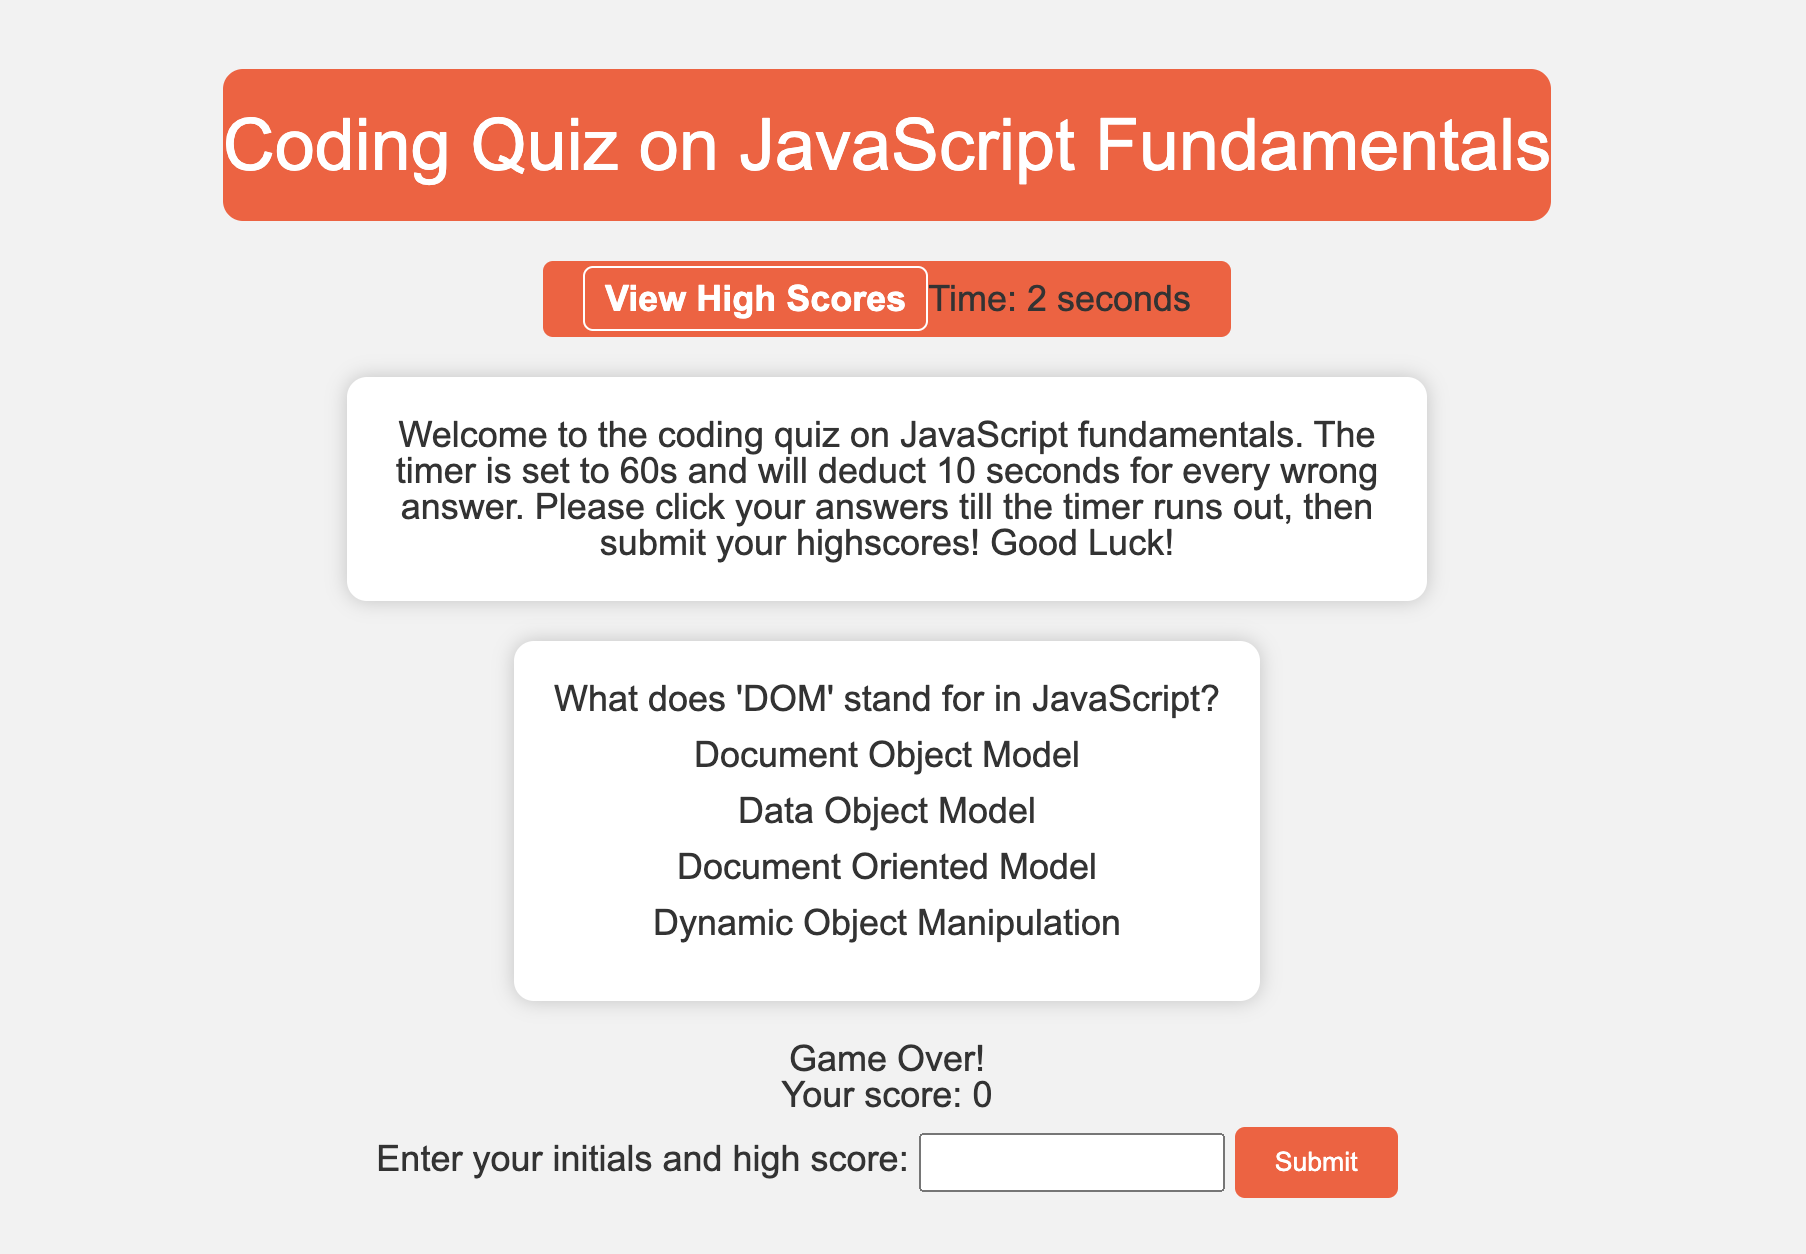 Coding Quiz on JavaScript Fundamentals
View High Scores Time: 2 seconds
Welcome to the coding quiz on JavaScript fundamentals. The
timer is set to 60s and will deduct 10 seconds for every wrong
answer. Please click your answers till the timer runs out, then
submit your highscores! Good Luck!
What does 'DOM' stand for in JavaScript?
Document Object Model
Data Object Model
Document Oriented Model
Dynamic Object Manipulation
Game Over!
Your score: 0
Enter your initials and high score: Submit